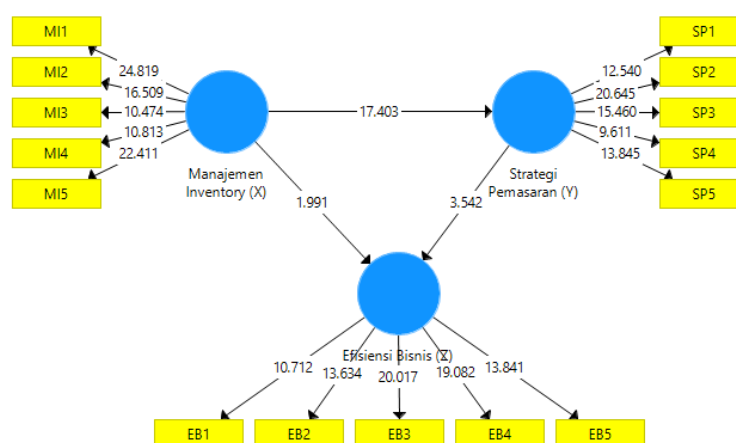 MI1
MI2
MI3
MI4
MI5
24.819
16.509
10.474
10.813
22.411
Manajemen
Inventory (X)
17.403
1.991
3.542
Strategi
Pemasaran (Y)
12.540
20.645
15.460
9.611
13.845
SP1
SP2
SP3
SP4
SP5
Efisiensi Bisnis (Z)
10.712
13.634
20.017
19.082
13.841
EB1
EB2
EB3
EB4
EB5